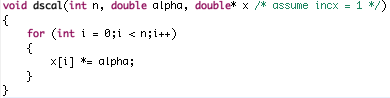 void dscal(int n, double alpha, double* x /* assume incx = 1 */)
{
    for (int i = 0;i < n;i++)
    {
        x[i] *= alpha;
    }
}